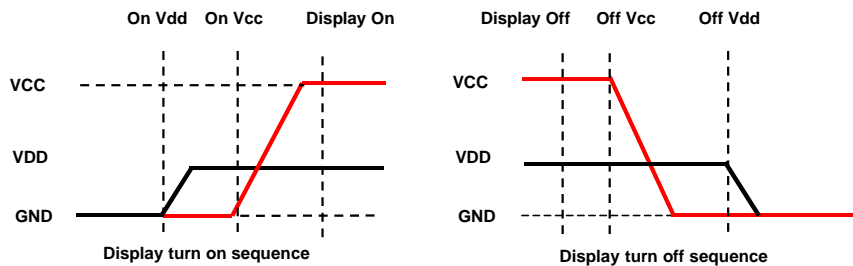 On Vdd On Vcc Display On
VCC
VDD
GND
Display turn on sequence
Display Off Off Vcc Off Vdd
VCC
VDD
GND
Display turn off sequence